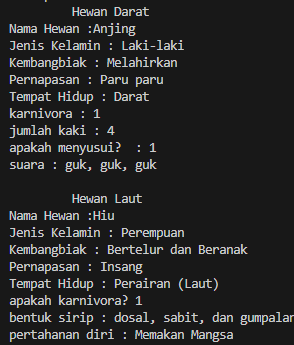 Hewan Darat
Nama Hewan :Anjing
Jenis Kelamin : Laki-laki
Kembangbiak : Melahirkan
Pernapasan : Paru paru
Tempat Hidup : Darat
karnivora : 1
jumlah kaki : 4
apakah menyusui?  : 1
suara : guk, guk, guk

Hewan Laut
Nama Hewan :Hiu
Jenis Kelamin : Perempuan
Kembangbiak : Bertelur dan Beranak
Pernapasan : Insang
Tempat Hidup : Perairan (Laut)
apakah karnivora? 1
bentuk sirip : dosal, sabit, dan gumpalan
pertahanan diri : Memakan Mangsa